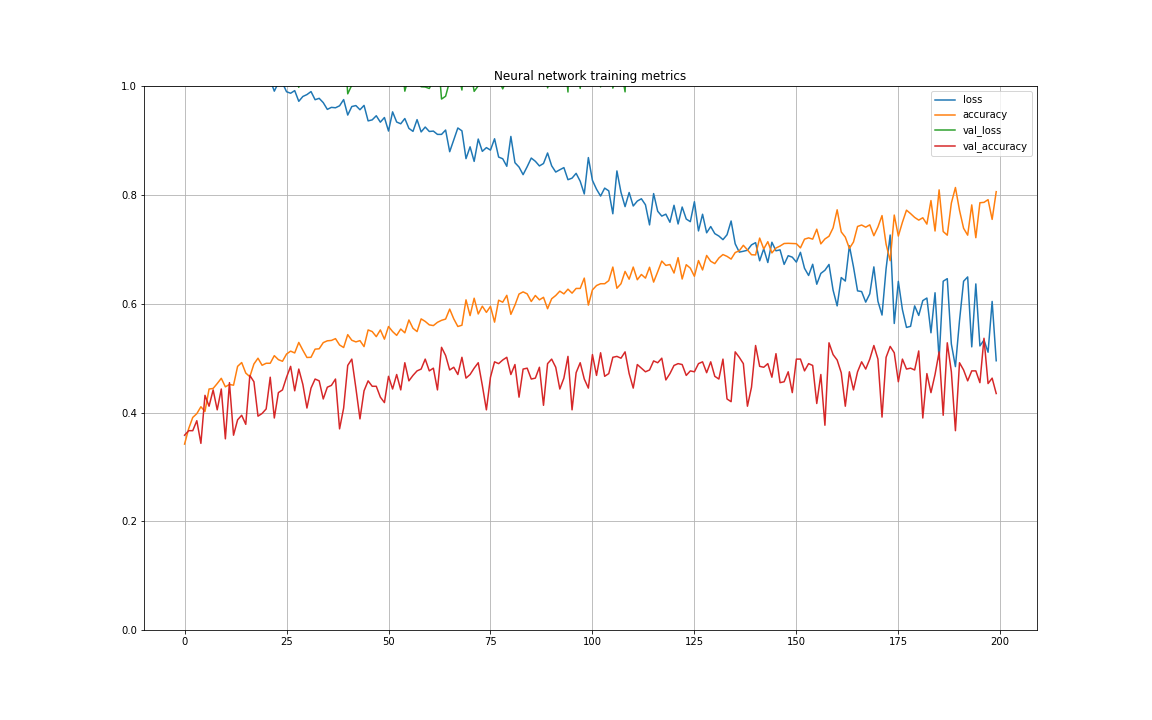 Neural network training metrics
1.0
0.8
0.6
0.4
0.2
0.0
loss
accuracy
val_loss
val_accuracy
0 25 50 75 100 125 150 175 200